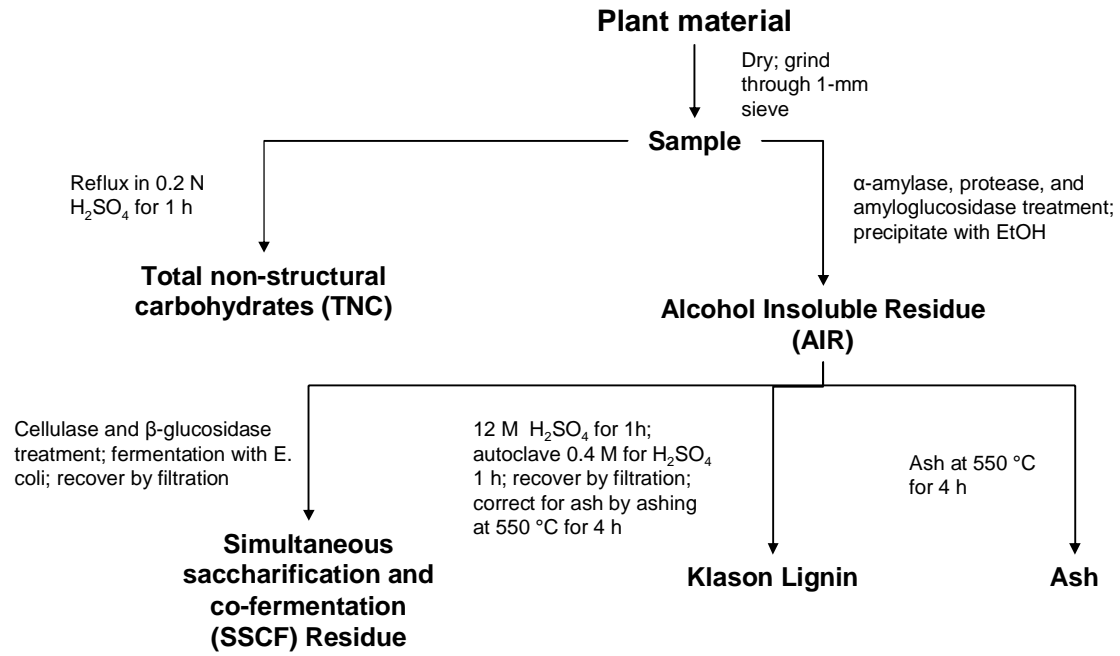 Plant material
Dry; grind
through 1-mm
sieve
Sample
Reflux in 0.2 N
H₂SO₄ for 1 h
α-amylase, protease, and
amyloglucosidase treatment;
precipitate with EtOH
Total non-structural
carbohydrates (TNC)
Alcohol Insoluble Residue
(AIR)
Cellulase and β-glucosidase
treatment; fermentation with E.
coli; recover by filtration
12 M H₂SO₄ for 1h;
autoclave 0.4 M for H₂SO₄
1 h; recover by filtration;
correct for ash by ashing
at 550 °C for 4 h
Ash at 550 °C
for 4 h
Simultaneous
saccharification and
co-fermentation
(SSCF) Residue
Klason Lignin
Ash